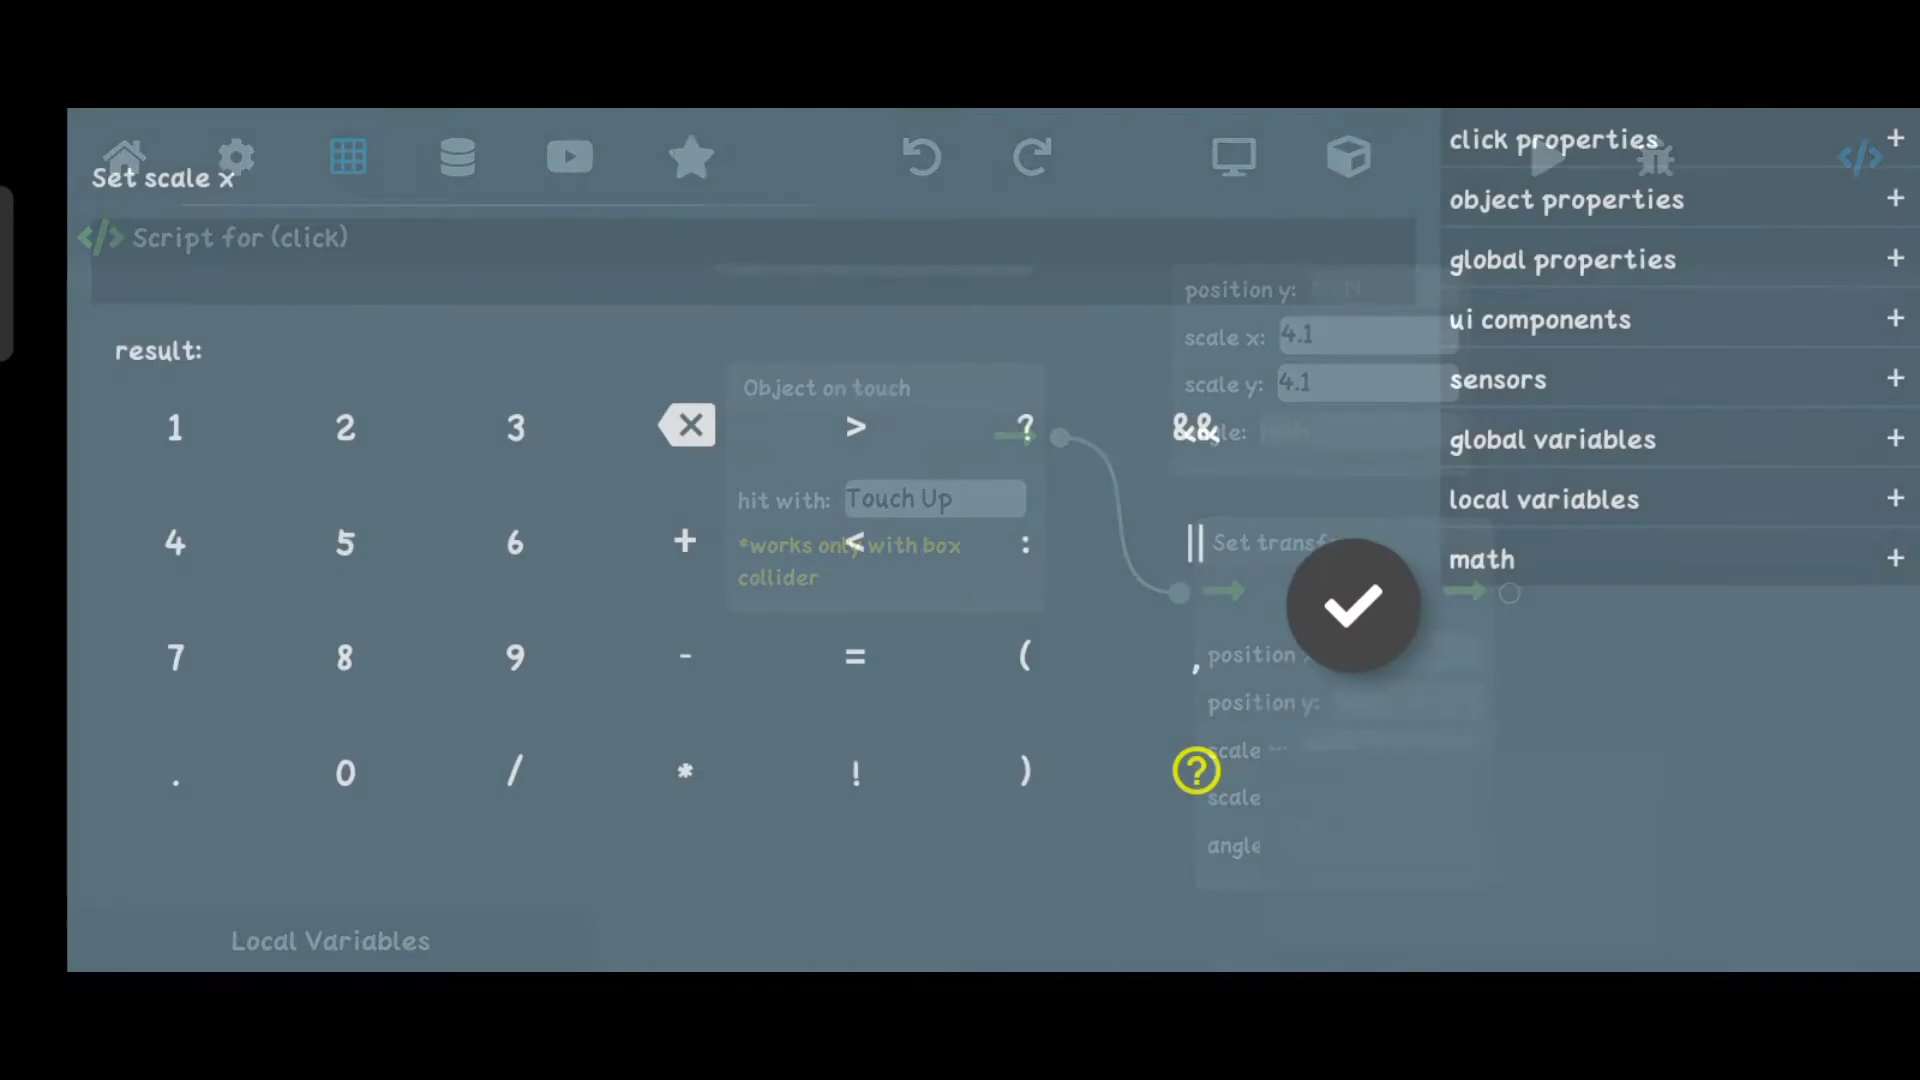 Set scale x
</> Script for (click)
</>
result:
click properties +
object properties +
global properties +
ui components +
sensors +
global variables +
local variables +
math +
position y:
scale x: 4.1
scale y: 4.1
Object on touch
hit with: Touch Up
*works only with box
collider
1 2 3 > ? &&
4 5 6 + < : ||
7 8 9 - = ( ,
. 0 / * ! ) ?
position
position y:
scale
scale
angle
Local Variables